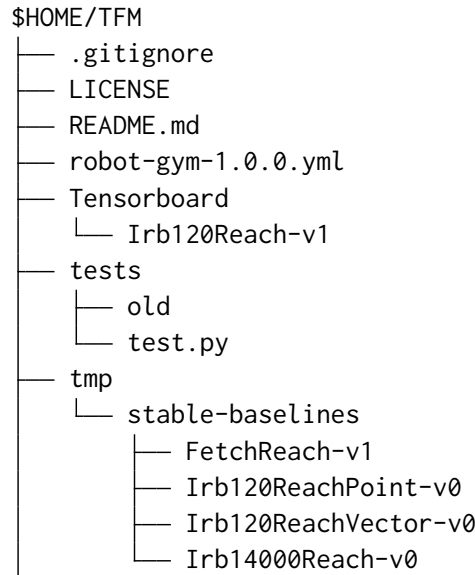 $HOME/TFM
├── .gitignore
├── LICENSE
├── README.md
├── robot-gym-1.0.0.yml
├── Tensorboard
│   └── Irb120Reach-v1
├── tests
│   ├── old
│   └── test.py
├── tmp
│   └── stable-baselines
│       ├── FetchReach-v1
│       ├── Irb120ReachPoint-v0
│       ├── Irb120ReachVector-v0
│       └── Irb14000Reach-v0